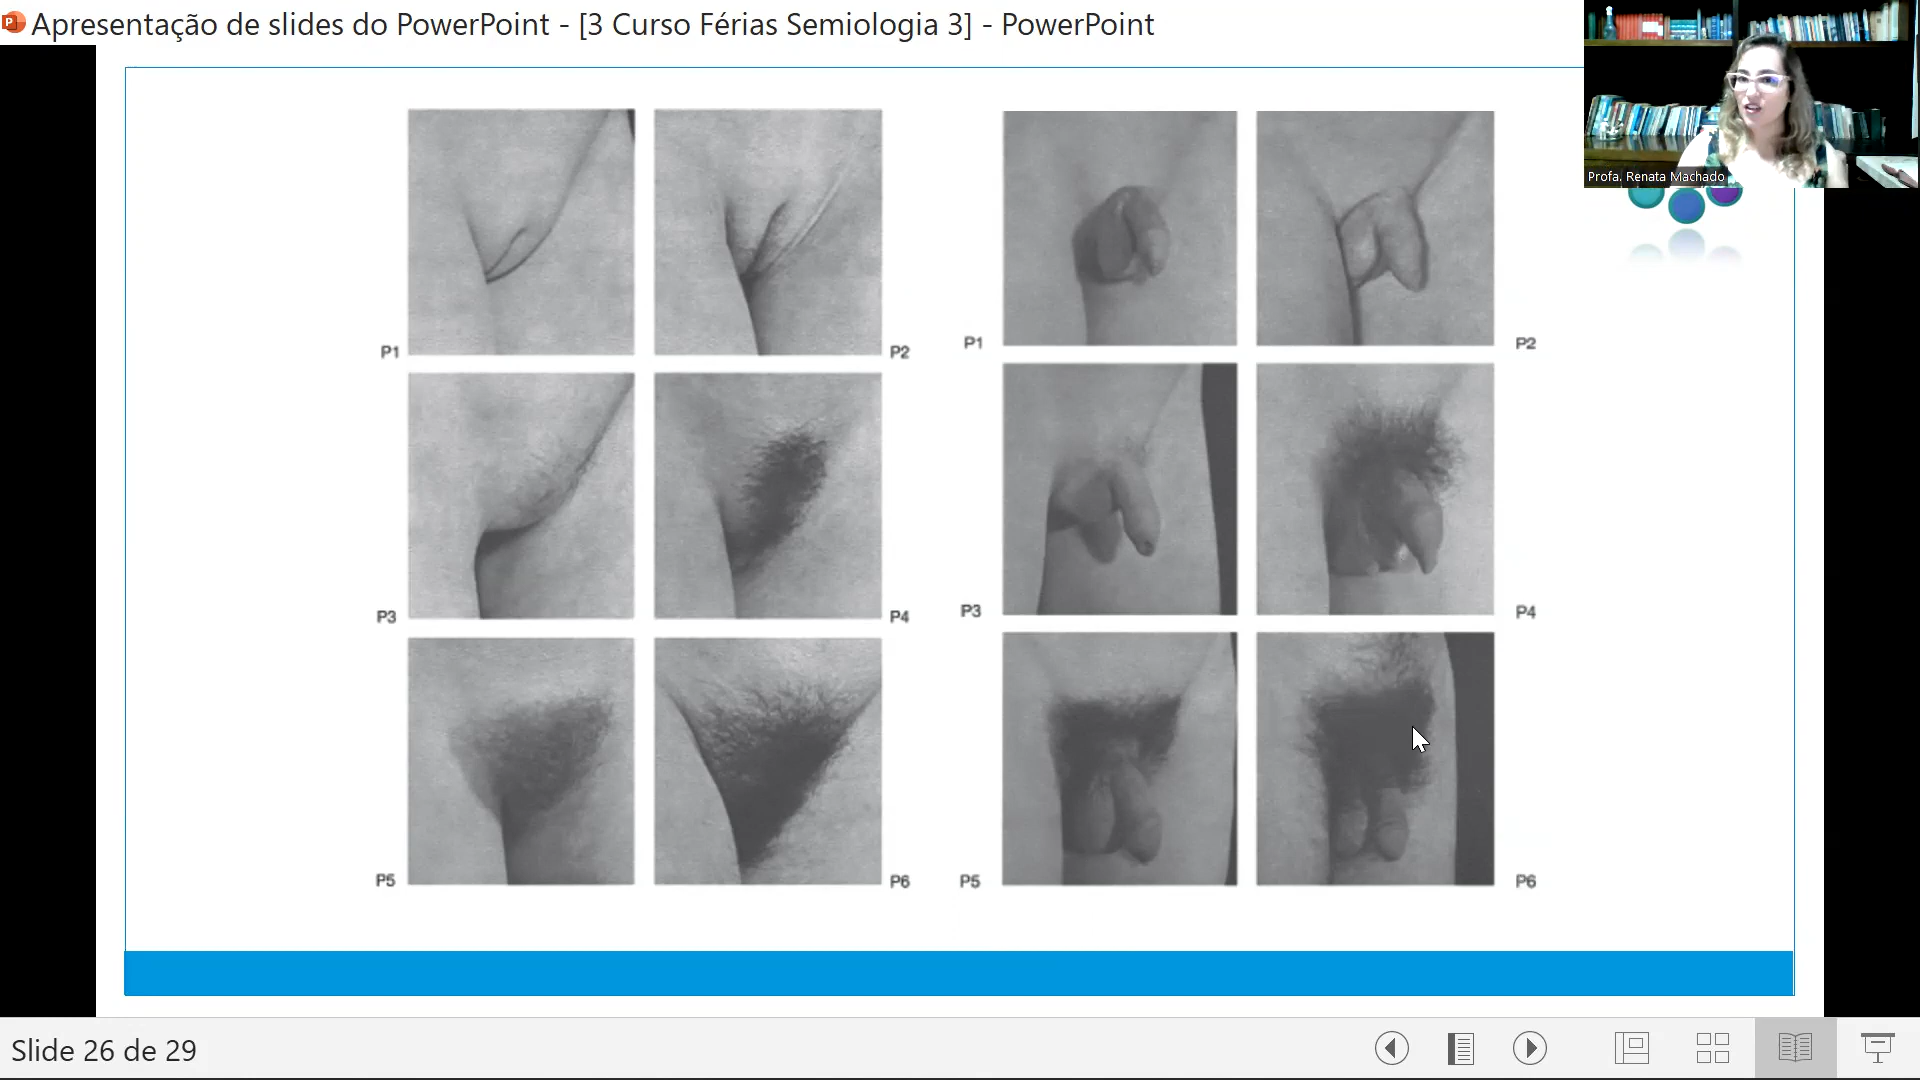 Apresentação de slides do PowerPoint - [3 Curso Férias Semiologia 3] - PowerPoint
Profa. Renata Machado
P1
P2
P1
P2
P3
P4
P3
P4
P5
P6
P5
P6
Slide 26 de 29